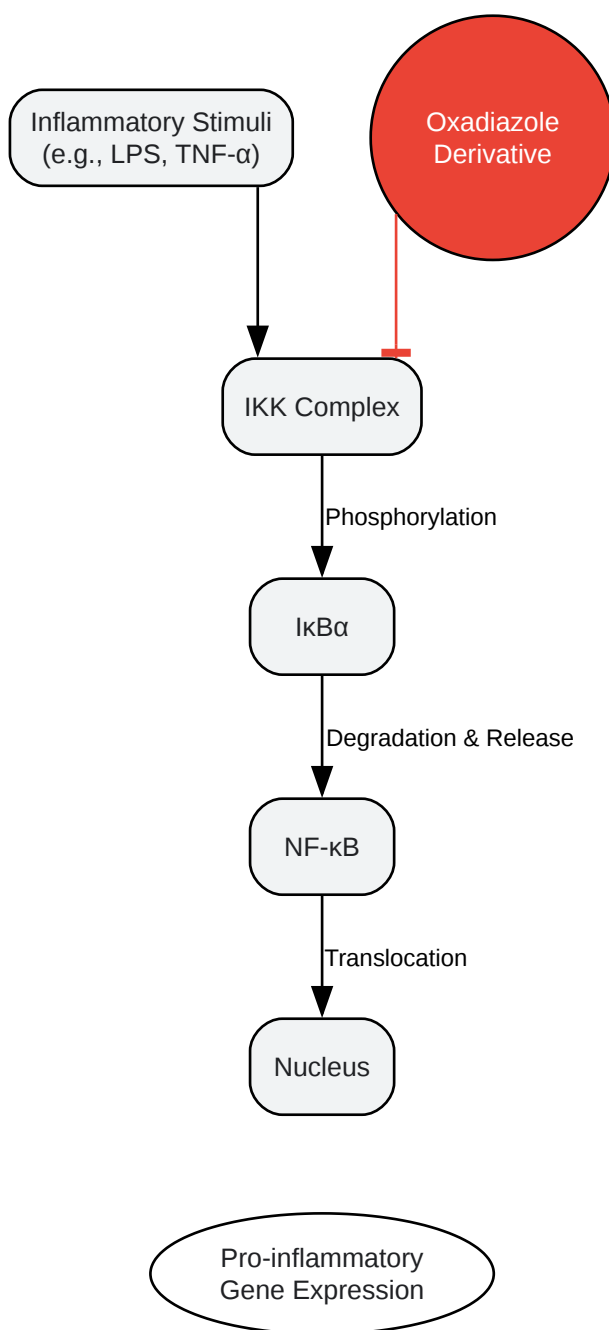 Inflammatory Stimuli
(e.g., LPS, TNF-α)
Oxadiazole
Derivative
IKK Complex
Phosphorylation
IκBα
Degradation & Release
NF-κB
Translocation
Nucleus
Pro-inflammatory
Gene Expression